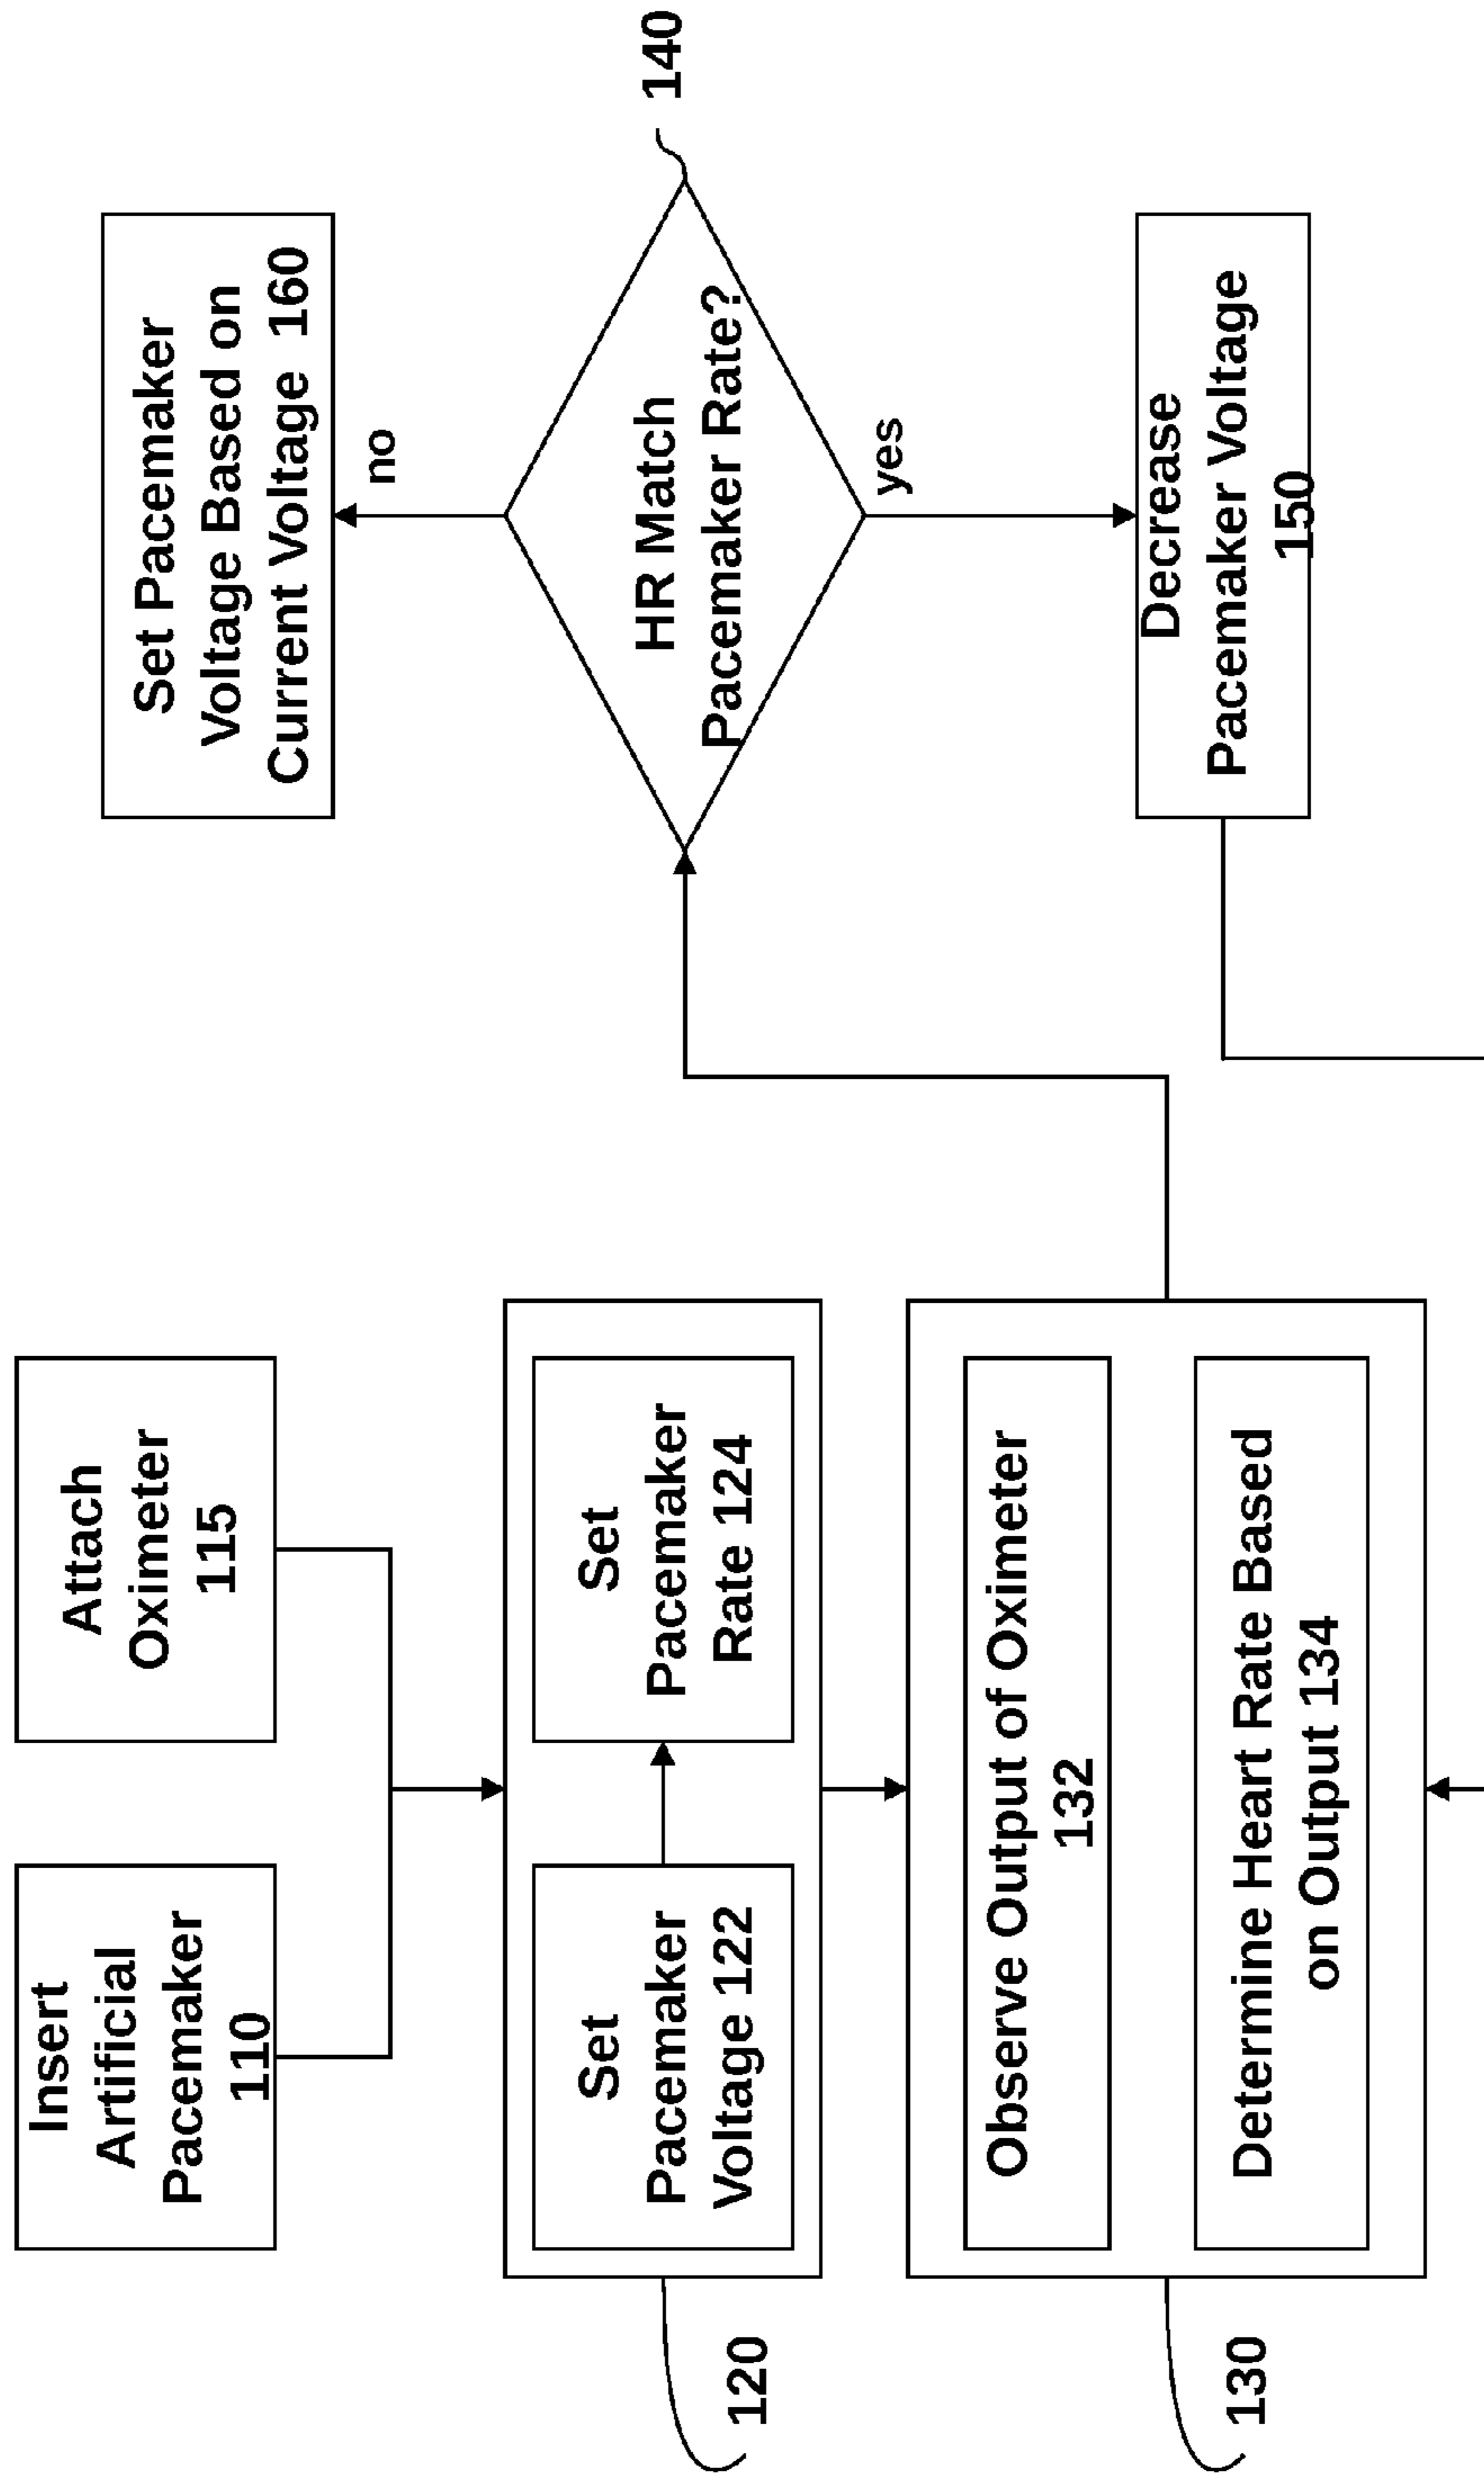 Insert
Artificial
Pacemaker
110
Attach
Oximeter
115
Set
Pacemaker
Voltage 122
Set
Pacemaker
Rate 124
120
Observe Output of Oximeter
132
Determine Heart Rate Based
on Output 134
130
Set Pacemaker
Voltage Based on
Current Voltage 160
no
HR Match
Pacemaker Rate?
140
yes
Decrease
Pacemaker Voltage
150